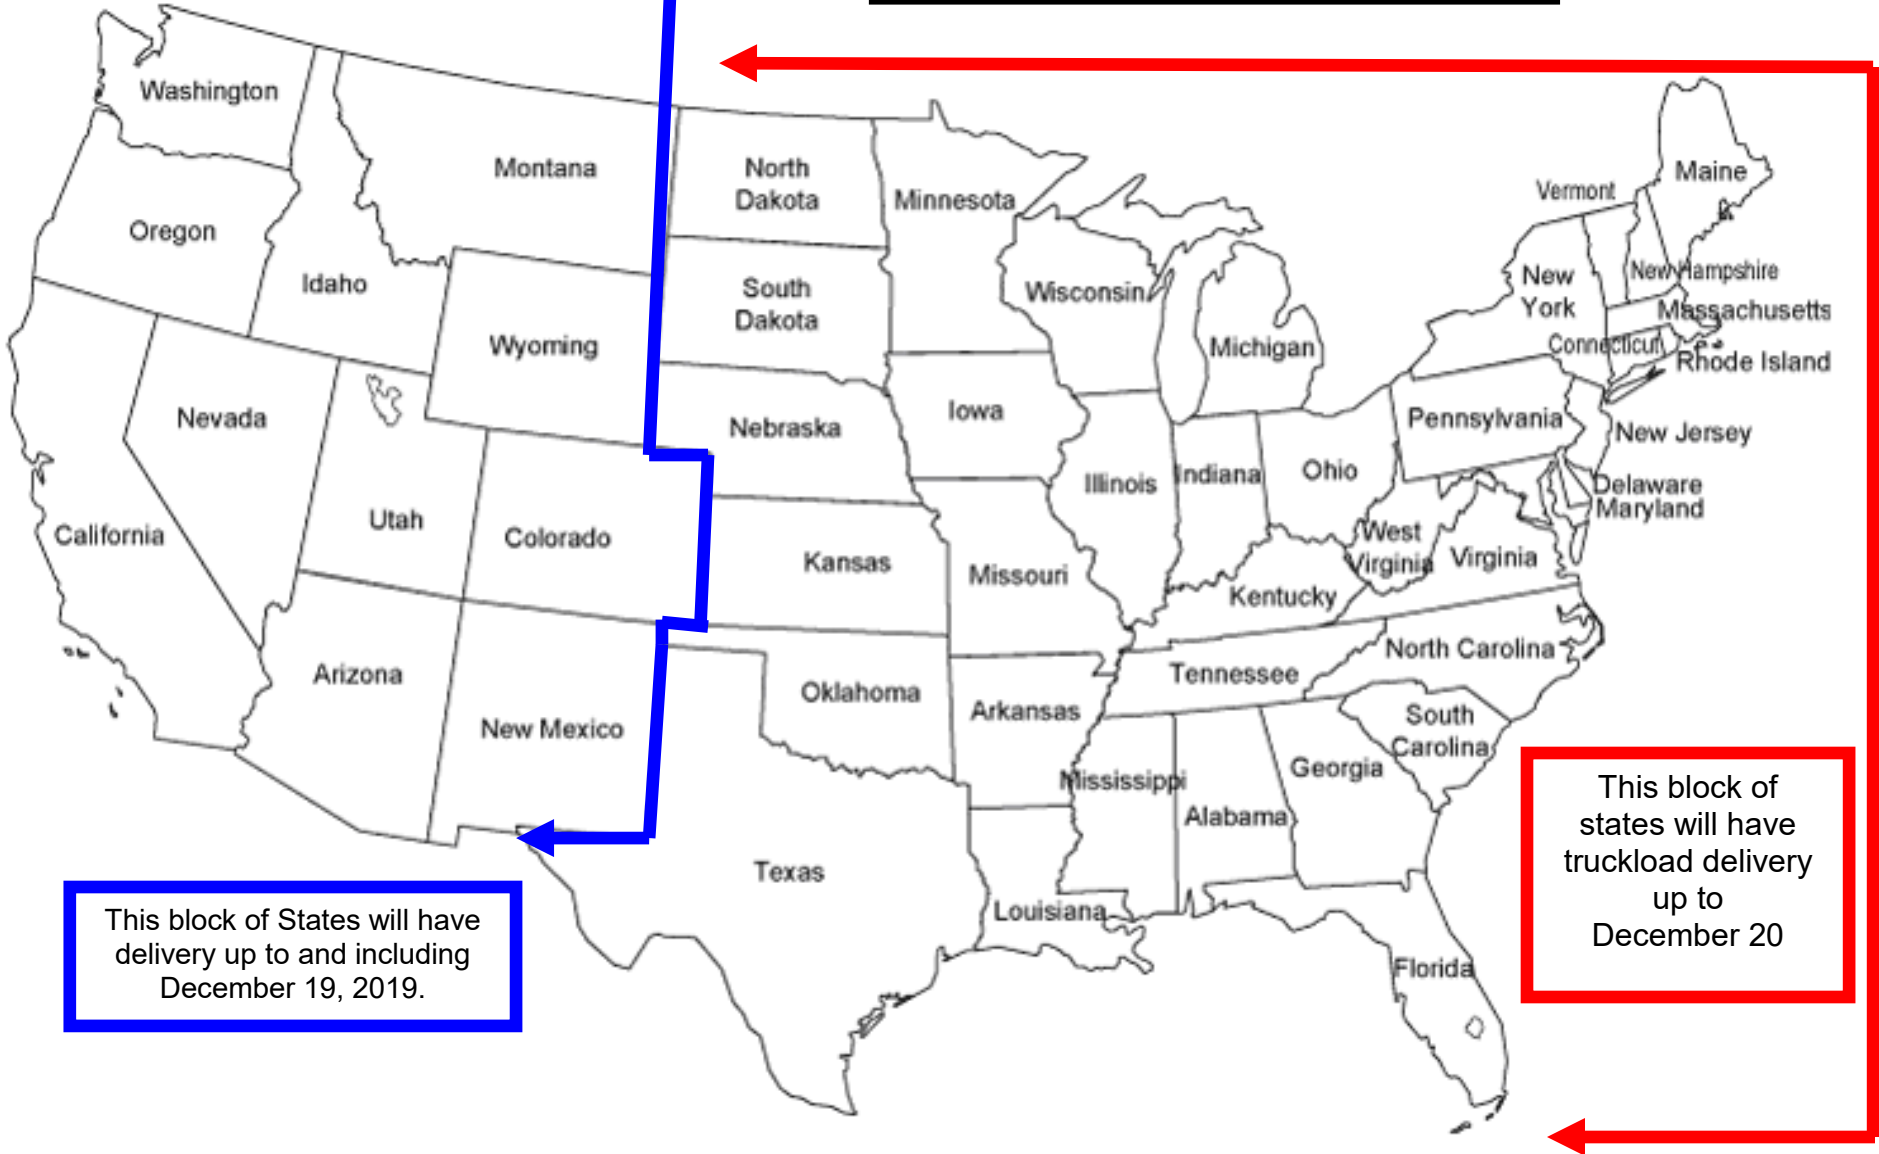 Washington
Montana
North
Dakota
Minnesota
Vermont
Maine
Oregon
Idaho
South
Dakota
Wisconsin
New
York
New Hampshire
Massachusetts
Wyoming
Michigan
Connecticut
Rhode Island
Nevada
Nebraska
Iowa
Pennsylvania
New Jersey
Illinois
Indiana
Ohio
Delaware
Maryland
California
Utah
Colorado
Kansas
Missouri
West
Virginia
Virginia
Kentucky
Arizona
New Mexico
Oklahoma
Arkansas
Tennessee
North Carolina
South
Carolina
Mississippi
Alabama
Georgia
Texas
Louisiana
Florida
This block of
states will have
truckload delivery
up to
December 20
This block of States will have
delivery up to and including
December 19, 2019.